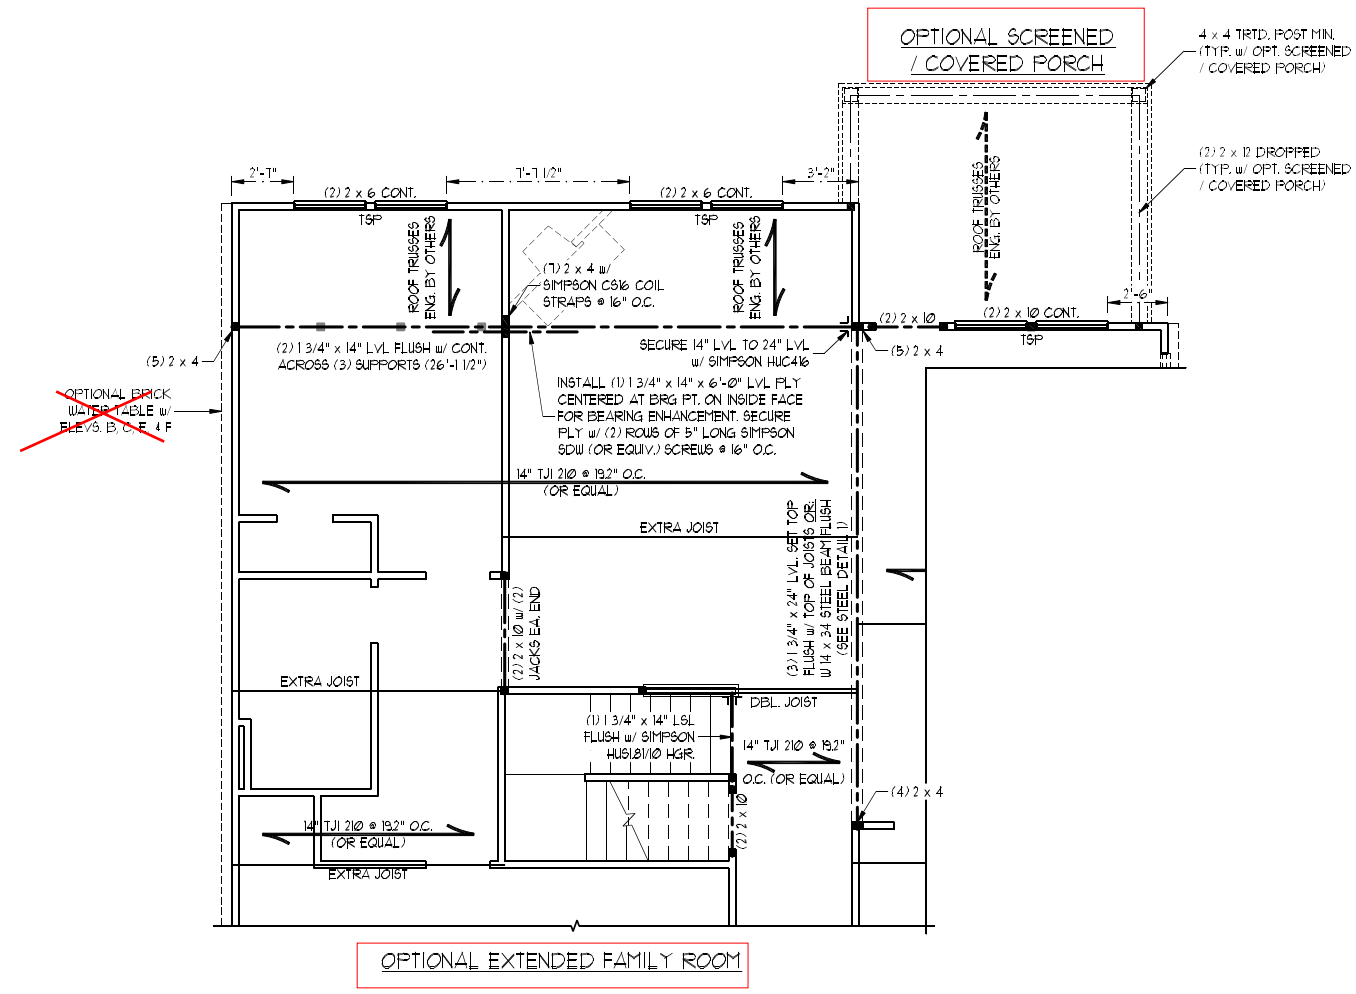 OPTIONAL SCREENED
/ COVERED PORCH
4 x 4 TRTD. POST MIN.
(TYP. w/ OPT. SCREENED
/ COVERED PORCH)
(2) 2 x 12 DROPPED
(TYP. w/ OPT. SCREENED
/ COVERED PORCH)
2'-7"
7'-7 1/2"
3'-2"
(2) 2 x 6 CONT.
TSP
(2) 2 x 6 CONT.
TSP
ROOF TRUSSES
ENG. BY OTHERS
ROOF TRUSSES
ENG. BY OTHERS
ROOF TRUSSES
ENG. BY OTHERS
(7) 2 x 4 w/
SIMPSON CS16 COIL
STRAPS @ 16" O.C.
2'-6"
(2) 2 x 10
(2) 2 x 10 CONT.
TSP
(5) 2 x 4
(5) 2 x 4
(2) 1 3/4" x 14" LVL FLUSH w/ CONT.
ACROSS (3) SUPPORTS (26'-1 1/2")
SECURE 14" LVL TO 24" LVL
w/ SIMPSON HUC416
OPTIONAL BRICK
WATER TABLE w/
ELEVS. B, C, E, & F
INSTALL (1) 1 3/4" x 14" x 6'-0" LVL PLY
CENTERED AT BRG PT. ON INSIDE FACE
FOR BEARING ENHANCEMENT. SECURE
PLY w/ (2) ROWS OF 5" LONG SIMPSON
SDW (OR EQUIV.) SCREWS @ 16" O.C.
14" TJI 210 @ 19.2" O.C.
(OR EQUAL)
EXTRA JOIST
(3) 1 3/4" x 24" LVL. SET TOP
FLUSH w/ TOP OF JOISTS OR:
W 14 x 34 STEEL BEAM FLUSH
(SEE STEEL DETAIL 1)
(2) 2 x 10 w/ (2)
JACKS EA. END
EXTRA JOIST
DBL. JOIST
(1) 1 3/4" x 14" LSL
FLUSH w/ SIMPSON
HUS1.81/10 HGR.
14" TJI 210 @ 19.2"
O.C. (OR EQUAL)
(2) 2 x 10
(4) 2 x 4
14" TJI 210 @ 19.2" O.C.
(OR EQUAL)
EXTRA JOIST
OPTIONAL EXTENDED FAMILY ROOM